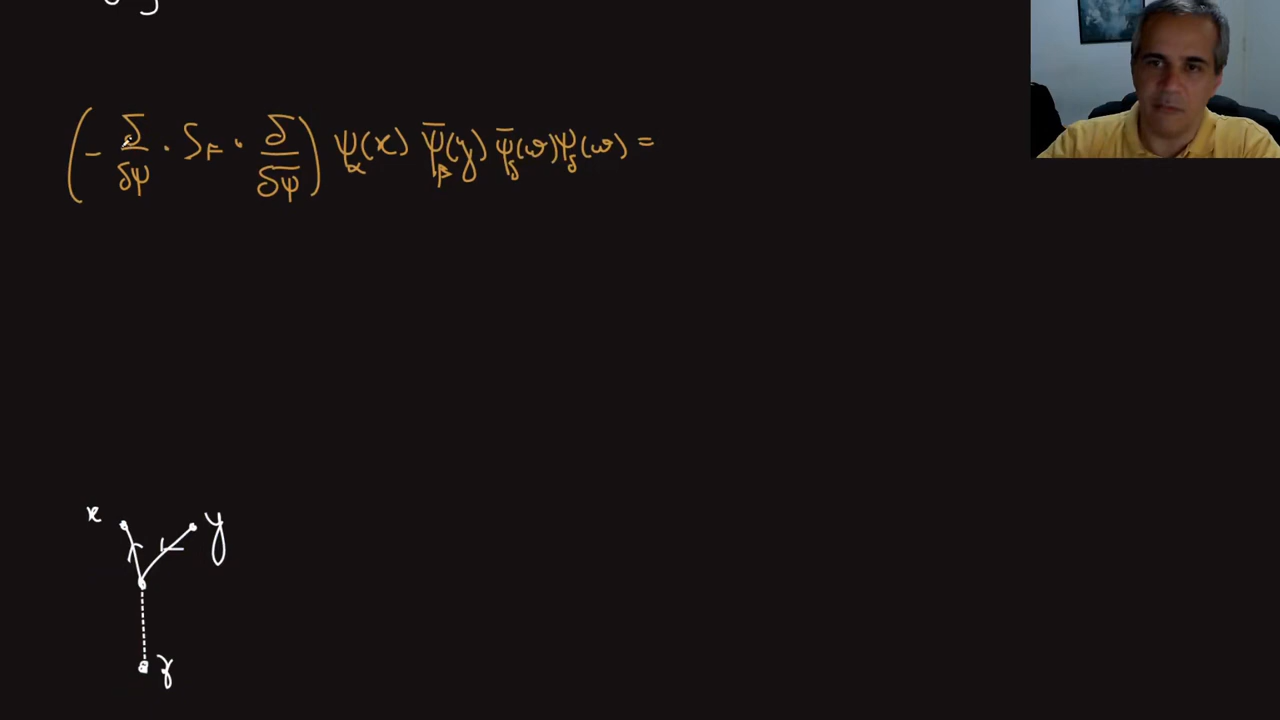 (- δ/δψ · S_F · δ/δψ̄) ψ_α(x) ψ̄_β(y) ψ̄_δ(w) ψ_δ(w) =
x y
z